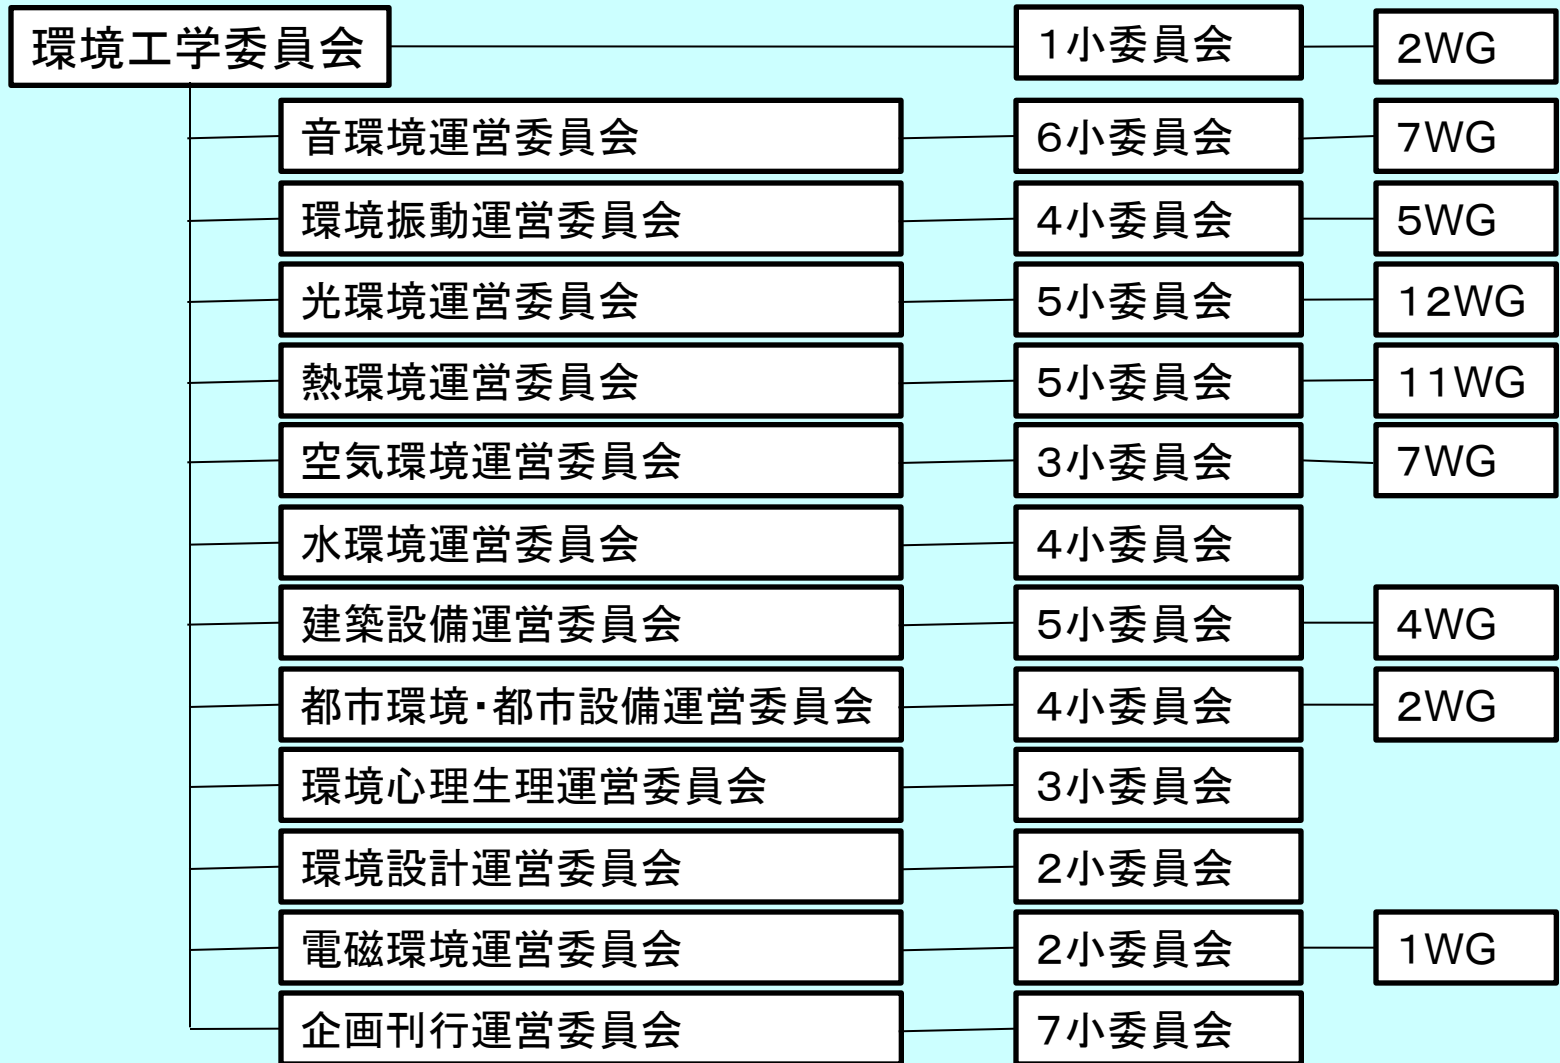 環境工学委員会 1小委員会 2WG
音環境運営委員会 6小委員会 7WG
環境振動運営委員会 4小委員会 5WG
光環境運営委員会 5小委員会 12WG
熱環境運営委員会 5小委員会 11WG
空気環境運営委員会 3小委員会 7WG
水環境運営委員会 4小委員会
建築設備運営委員会 5小委員会 4WG
都市環境・都市設備運営委員会 4小委員会 2WG
環境心理生理運営委員会 3小委員会
環境設計運営委員会 2小委員会
電磁環境運営委員会 2小委員会 1WG
企画刊行運営委員会 7小委員会